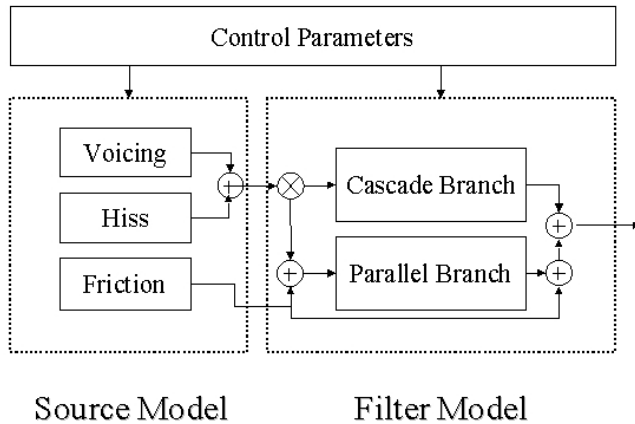 Control Parameters
Voicing
Hiss
Friction
Cascade Branch
Parallel Branch
Source Model
Filter Model